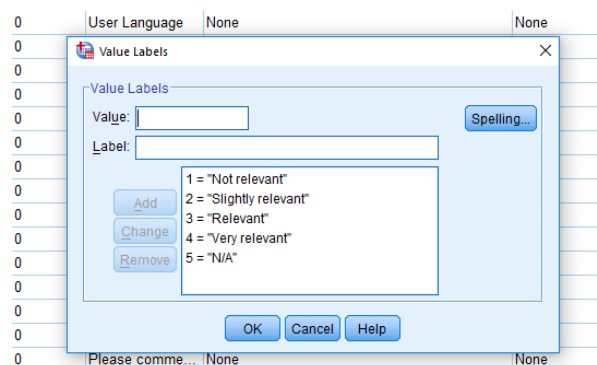 0 User Language None None
0
Value Labels
0
0
Value Labels
0
Value:
Spelling...
0
Label:
0
1 = "Not relevant"
0
Add
2 = "Slightly relevant"
0
3 = "Relevant"
Change
0
4 = "Very relevant"
0
Remove
5 = "N/A"
0
0
0
OK Cancel Help
0
0 Please comme... None None